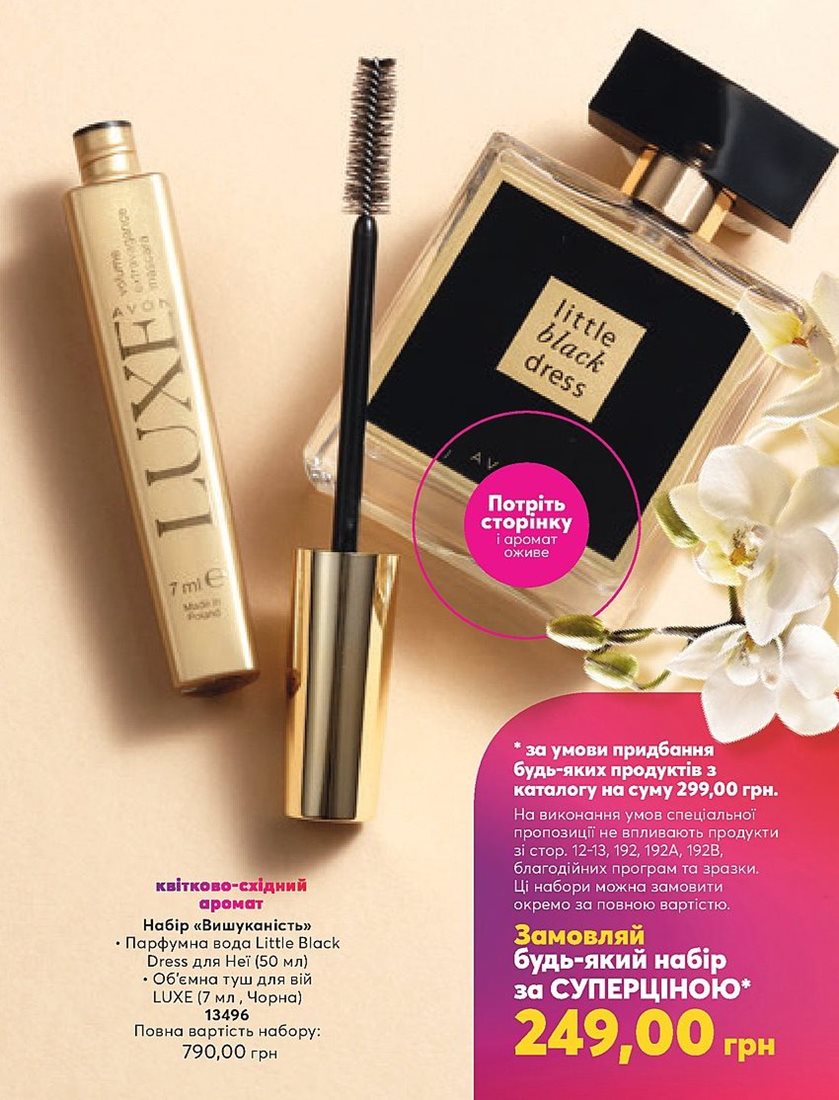 volume
extravagance
mascara
AVON
LUXE
7 ml
Made in
Poland
little
black
dress
AV
Потріть
сторінку
і аромат
оживе
* за умови придбання
будь-яких продуктів з
каталогу на суму 299,00 грн.
На виконання умов спеціальної
пропозиції не впливають продукти
зі стор. 12-13, 192, 192A, 192B,
благодійних програм та зразки.
Ці набори можна замовити
окремо за повною вартістю.
Замовляй
будь-який набір
за СУПЕРЦІНОЮ*
249,00 грн
квітково-східний
аромат
Набір «Вишуканість»
• Парфумна вода Little Black
Dress для Неї (50 мл)
• Об'ємна туш для вій
LUXE (7 мл , Чорна)
13496
Повна вартість набору:
790,00 грн